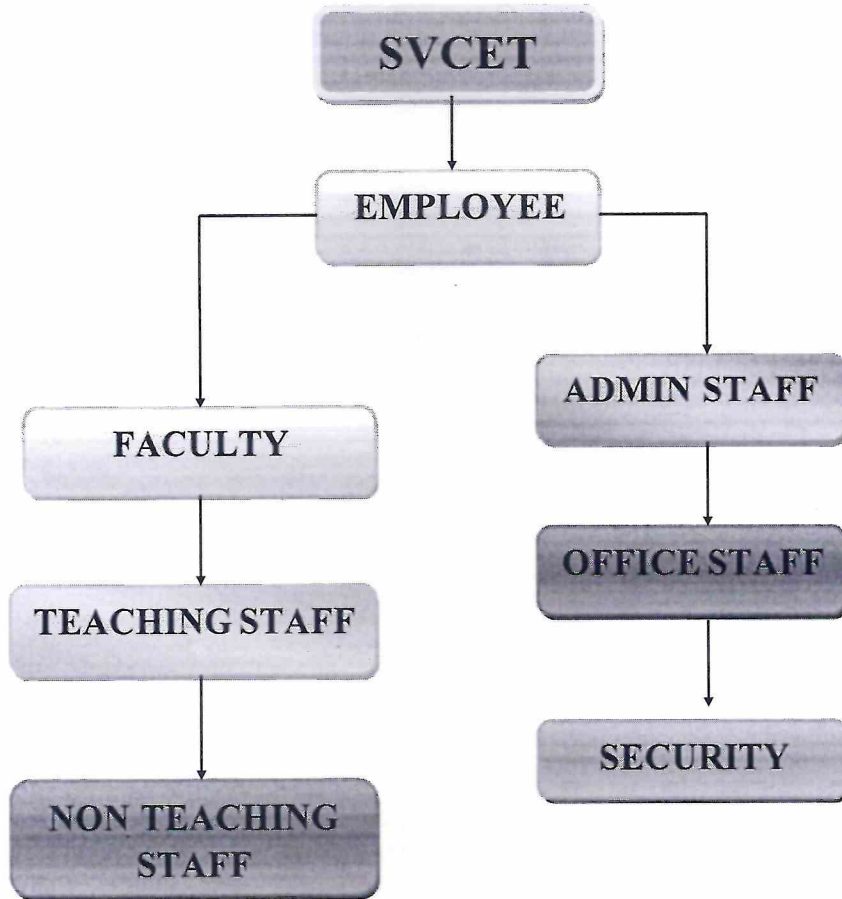 SVCET
EMPLOYEE
ADMIN STAFF
FACULTY
OFFICE STAFF
TEACHING STAFF
SECURITY
NON TEACHING
STAFF